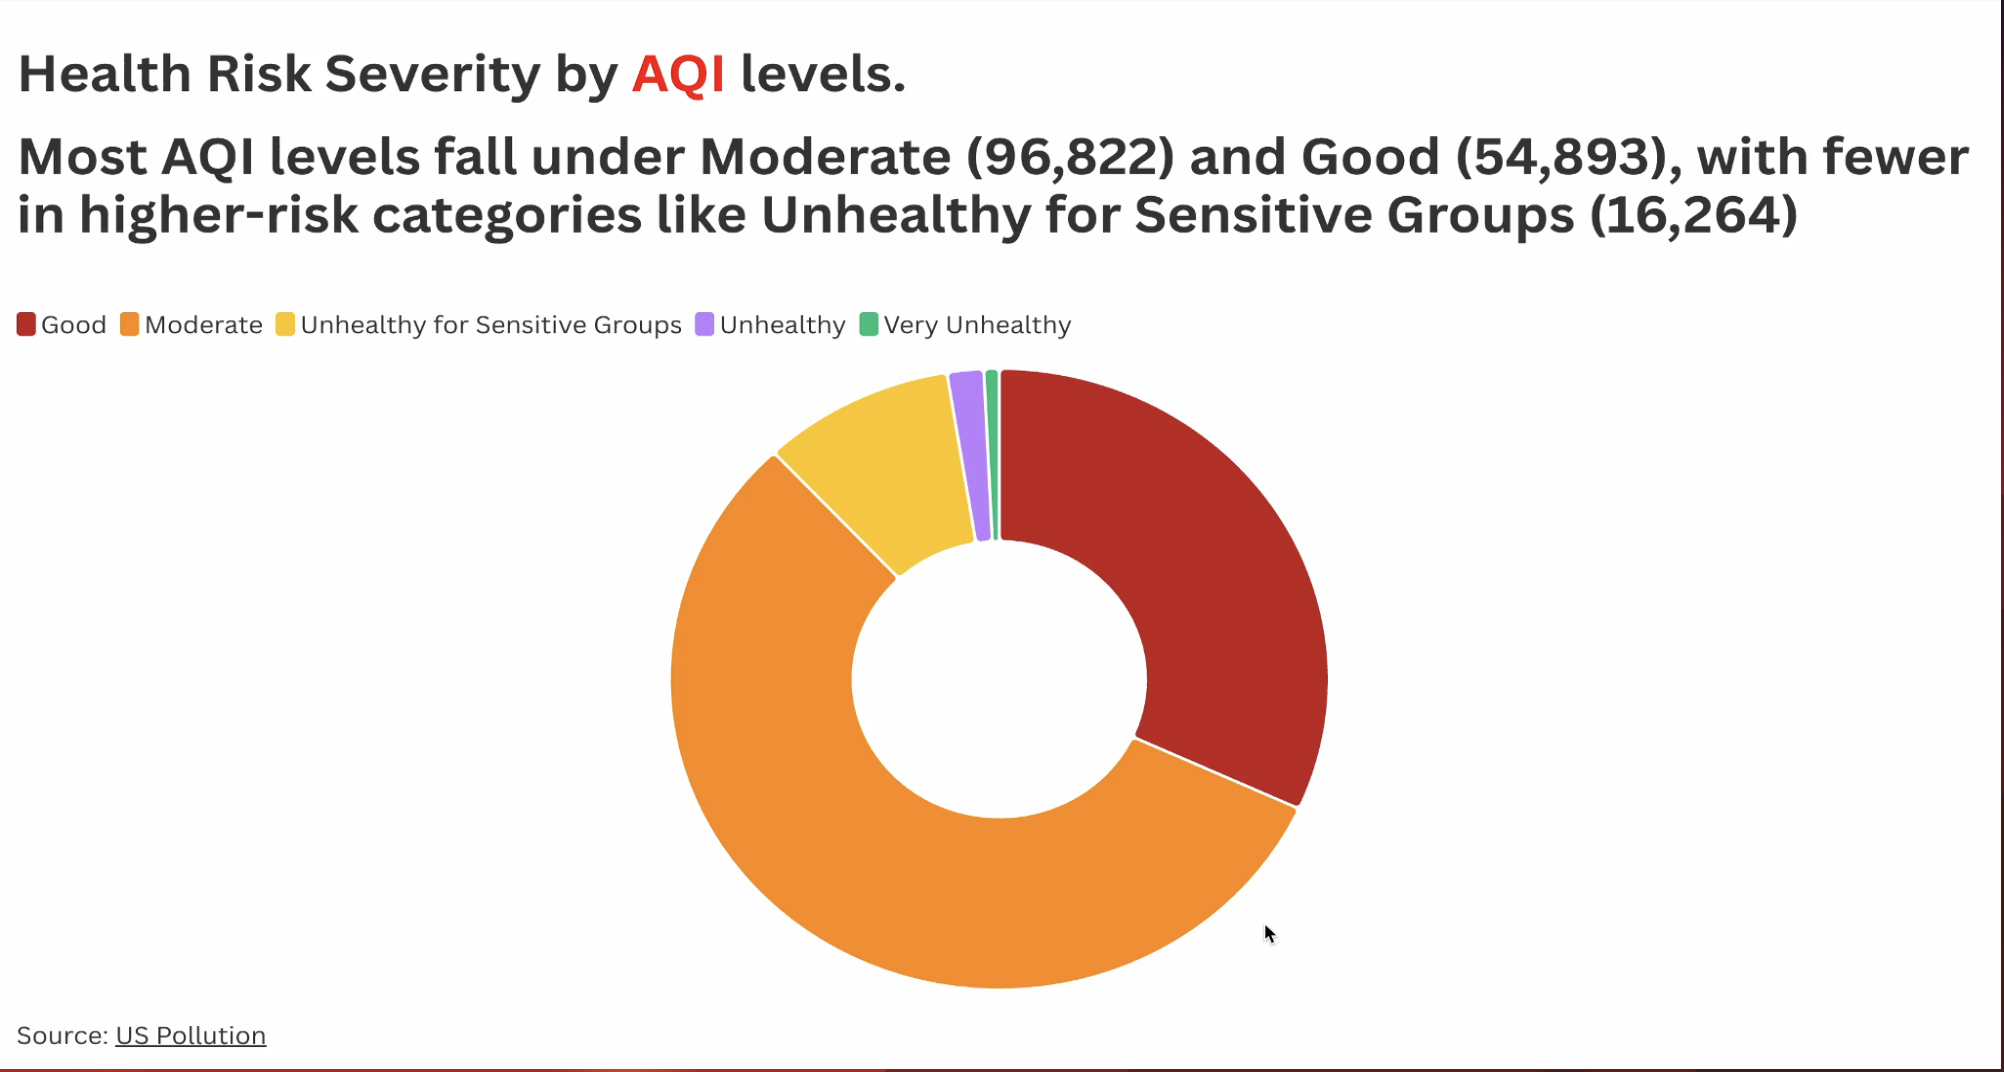 Health Risk Severity by AQI levels.
Most AQI levels fall under Moderate (96,822) and Good (54,893), with fewer
in higher-risk categories like Unhealthy for Sensitive Groups (16,264)
Good Moderate Unhealthy for Sensitive Groups Unhealthy Very Unhealthy
Source: US Pollution